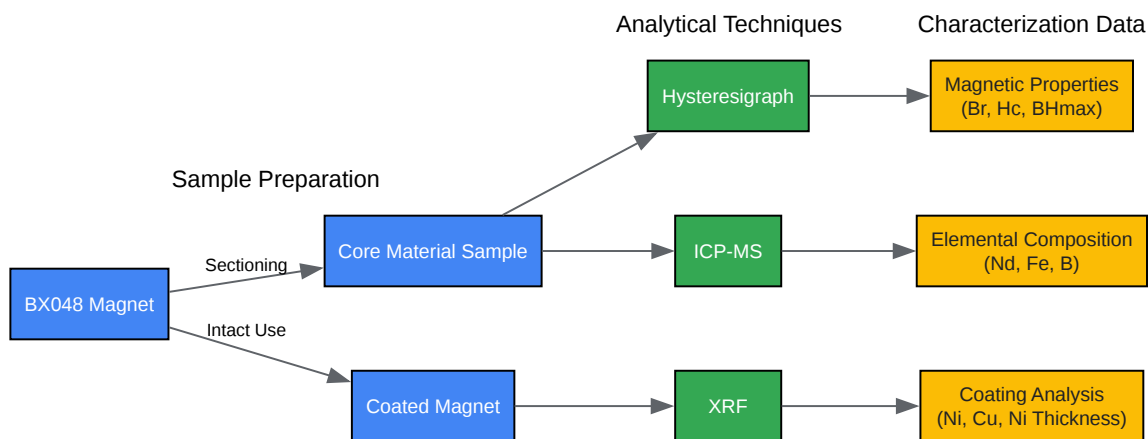 Analytical Techniques
Characterization Data
Hysteresigraph
Magnetic Properties
(Br, Hc, BHmax)
Sample Preparation
Core Material Sample
ICP-MS
Elemental Composition
(Nd, Fe, B)
Sectioning
BX048 Magnet
Intact Use
Coated Magnet
XRF
Coating Analysis
(Ni, Cu, Ni Thickness)